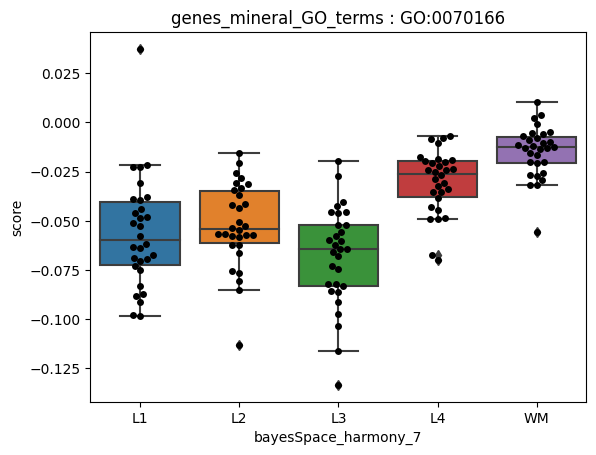 genes_mineral_GO_terms : GO:0070166
0.025
0.000
−0.025
−0.050
−0.075
−0.100
−0.125
score
L1 L2 L3 L4 WM
bayesSpace_harmony_7